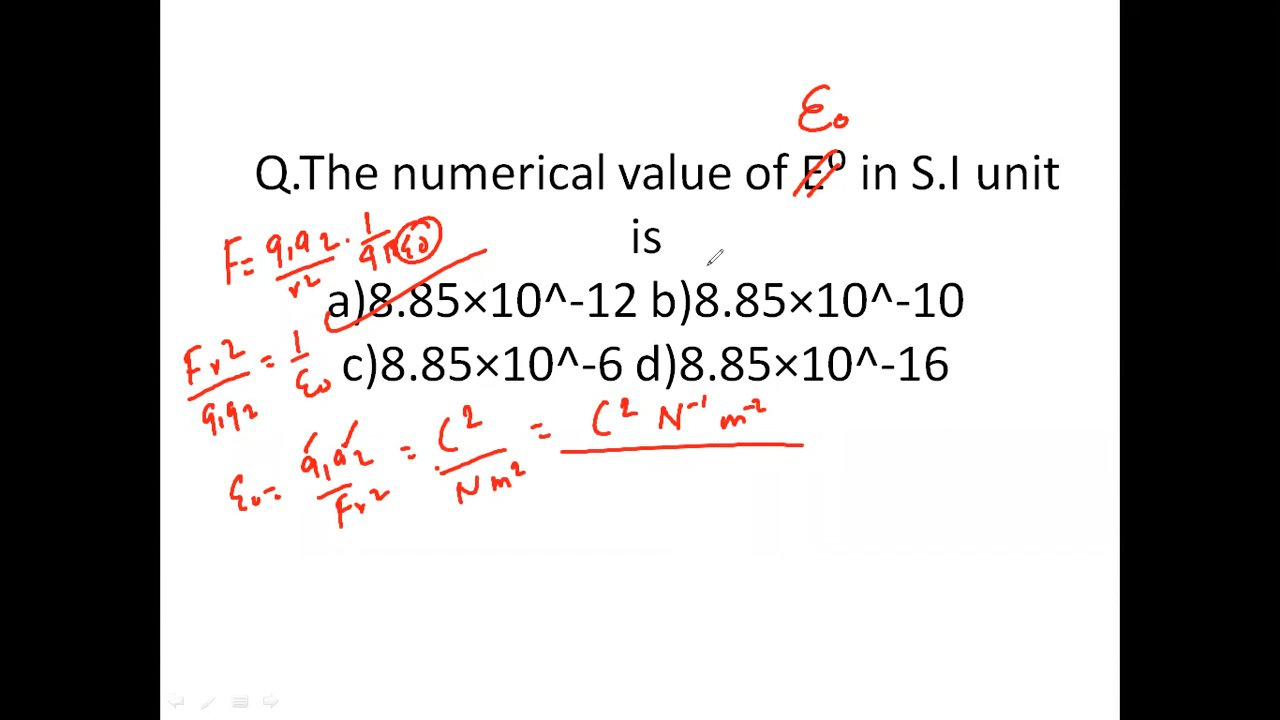 ε₀
Q.The numerical value of E⁰ in S.I unit
is
F= q₁q₂/r² · 1/4π ε₀
a)8.85×10^-12 b)8.85×10^-10
Fr²/q₁q₂ = 1/ε₀
c)8.85×10^-6 d)8.85×10^-16
ε₀= q₁q₂/Fr² = C²/Nm² = C² N⁻¹ m⁻²